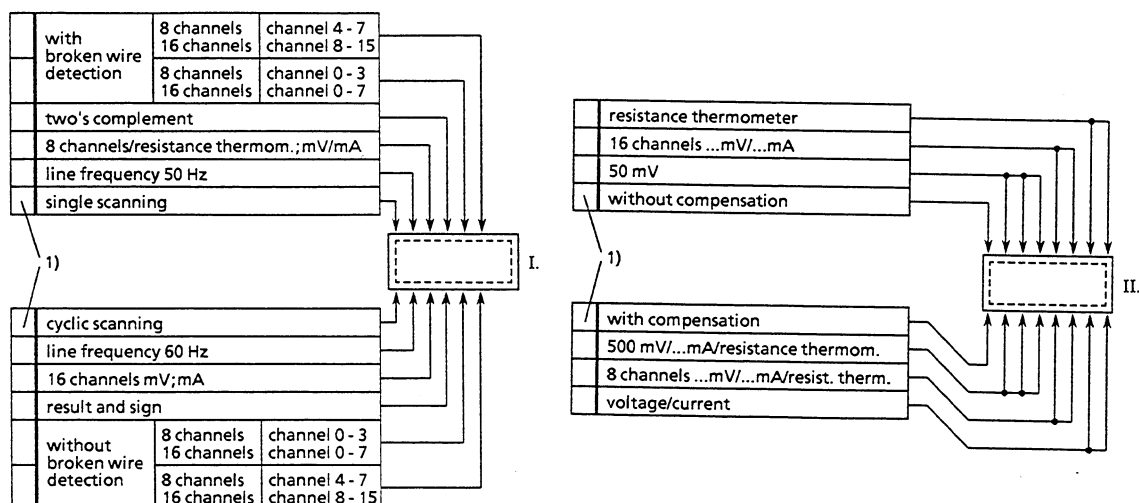 with
broken wire
detection
8 channels channel 4 - 7
16 channels channel 8 - 15
8 channels channel 0 - 3
16 channels channel 0 - 7
two's complement
8 channels/resistance thermom.;mV/mA
line frequency 50 Hz
single scanning
1)
I.
cyclic scanning
line frequency 60 Hz
16 channels mV;mA
result and sign
without
broken wire
detection
8 channels channel 0 - 3
16 channels channel 0 - 7
8 channels channel 4 - 7
16 channels channel 8 - 15
resistance thermometer
16 channels ...mV/...mA
50 mV
without compensation
1)
II.
with compensation
500 mV/...mA/resistance thermom.
8 channels ...mV/...mA/resist. therm.
voltage/current